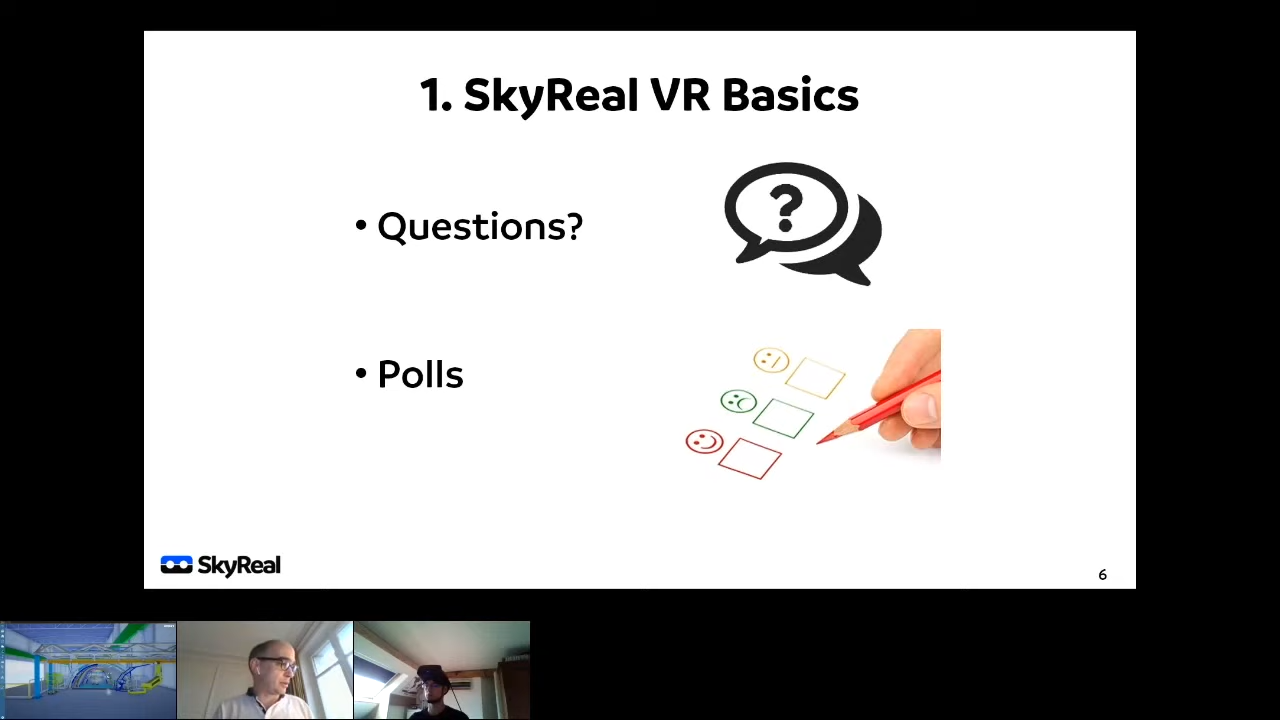 1. SkyReal VR Basics
• Questions?
• Polls
SkyReal
6